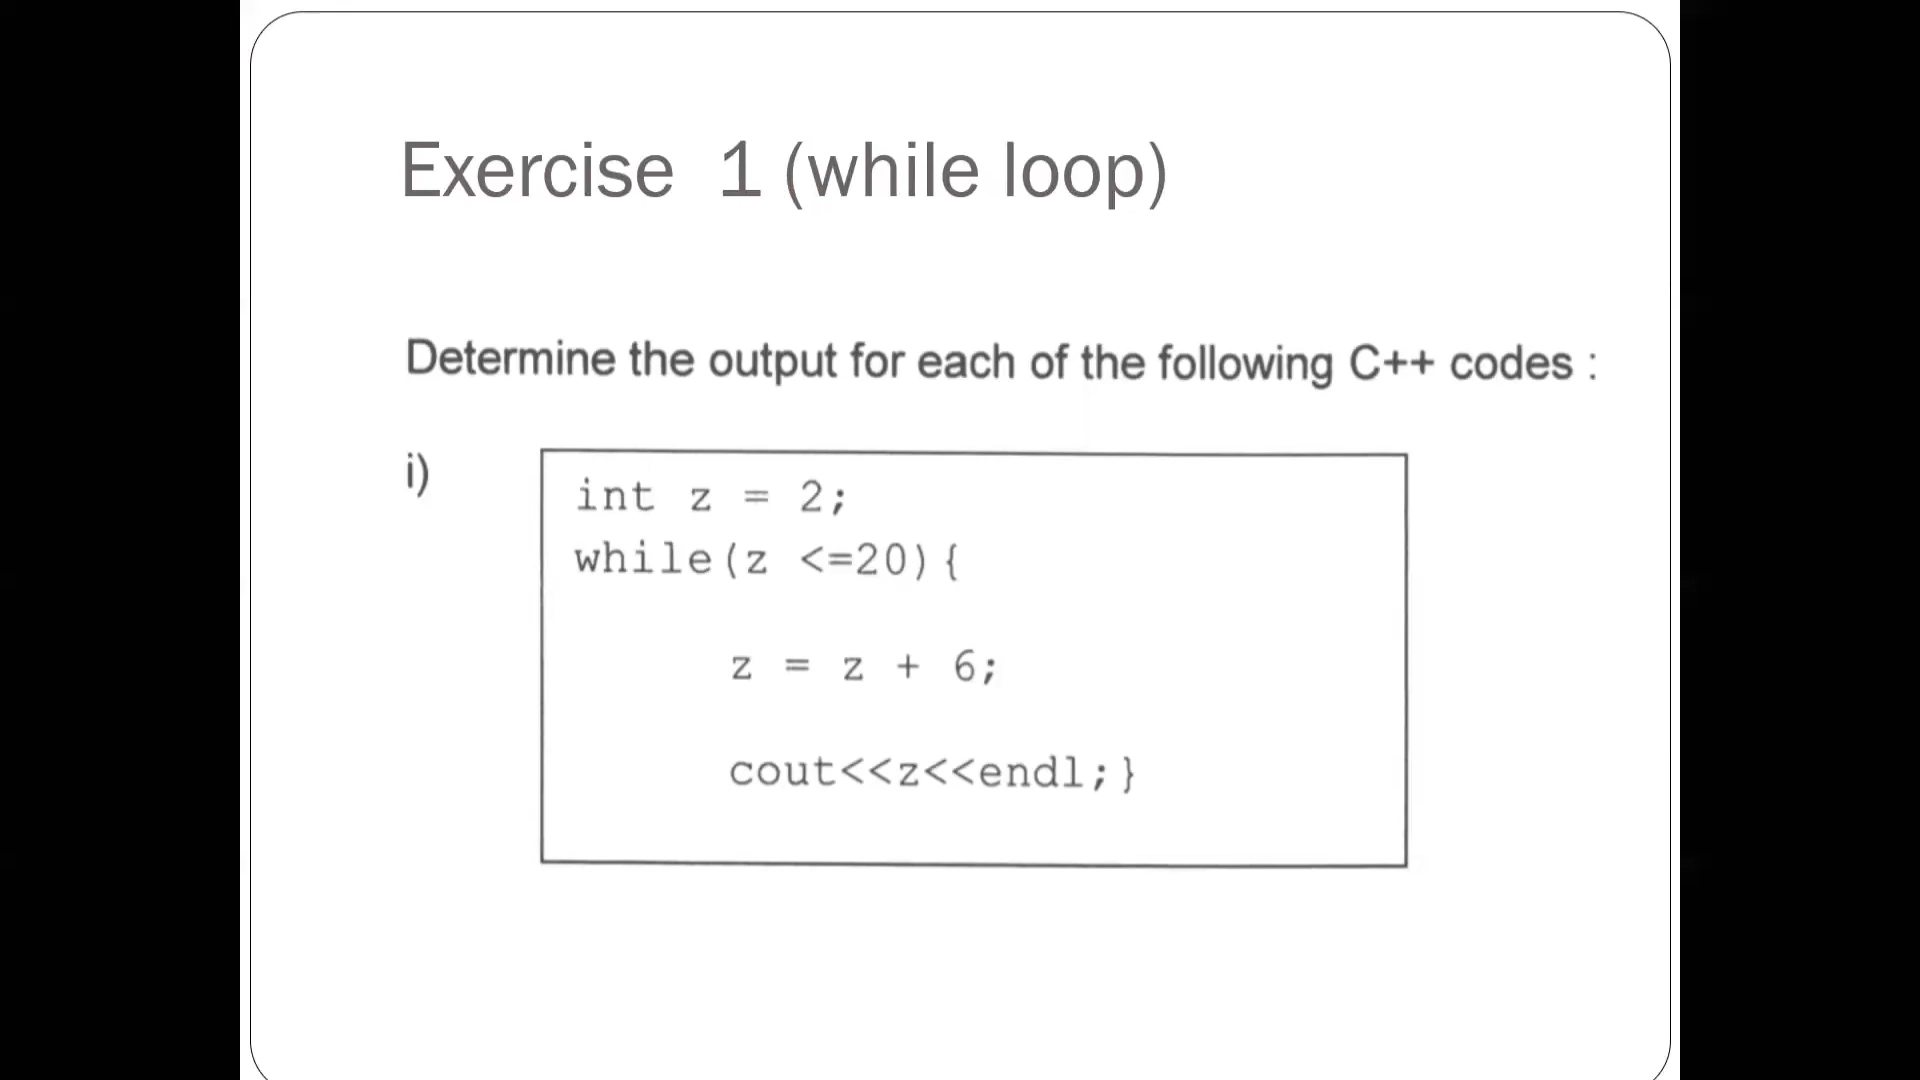 Exercise 1 (while loop)
Determine the output for each of the following C++ codes :
i)
int z = 2;
while(z <=20){
z = z + 6;
cout<<z<<endl;}